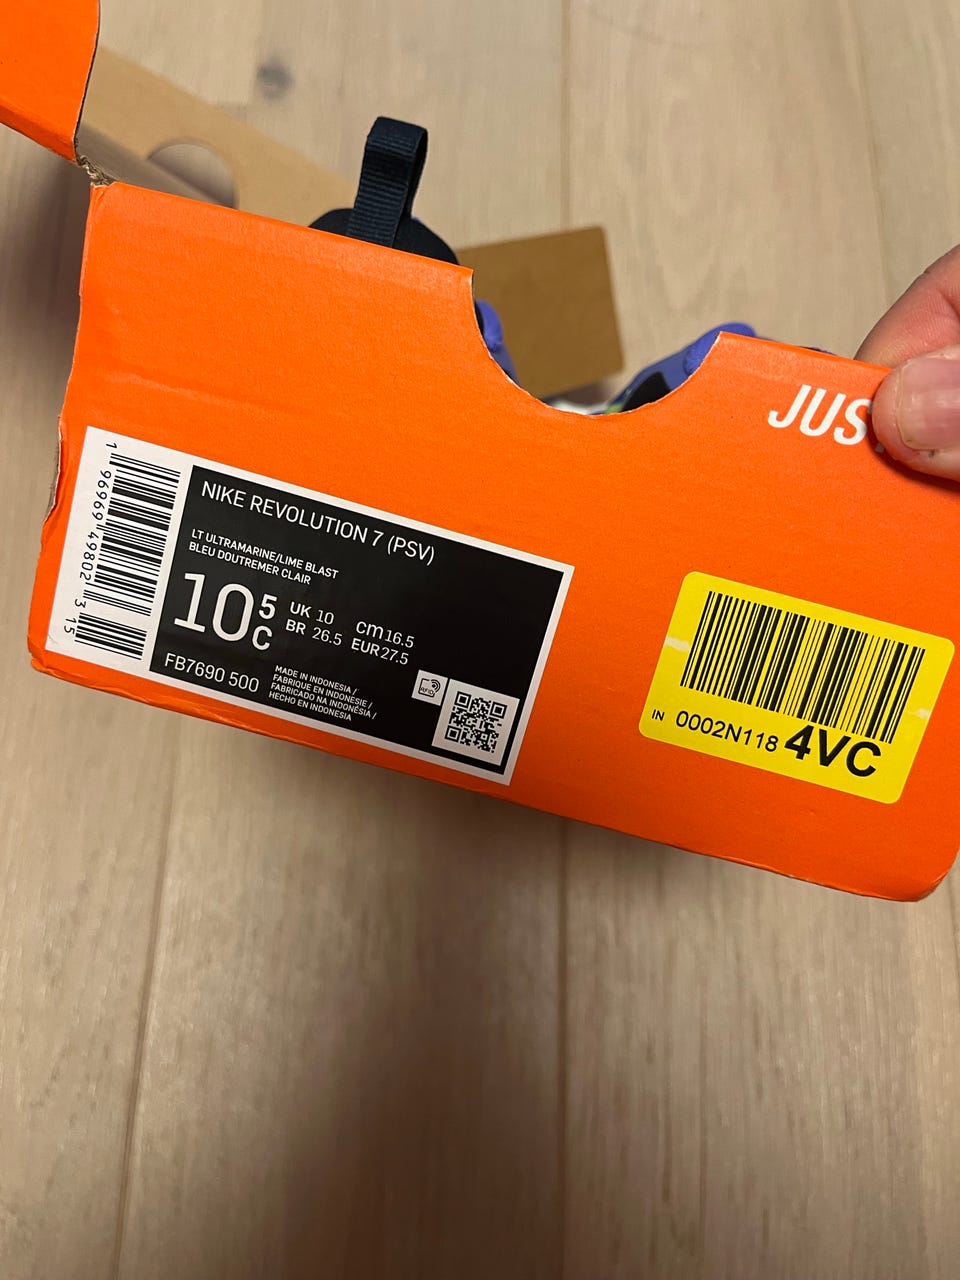 JUS
NIKE REVOLUTION 7 (PSV)
LT ULTRAMARINE/LIME BLAST
BLEU DOUTREMER CLAIR
10 5 C
UK 10
BR 26.5
cm 16.5
EUR 27.5
FB7690 500
MADE IN INDONESIA /
FABRIQUE EN INDONESIE /
FABRICADO NA INDONÉSIA /
HECHO EN INDONESIA
RFID
1 96969 49802 3 15
IN 0002N118 4VC